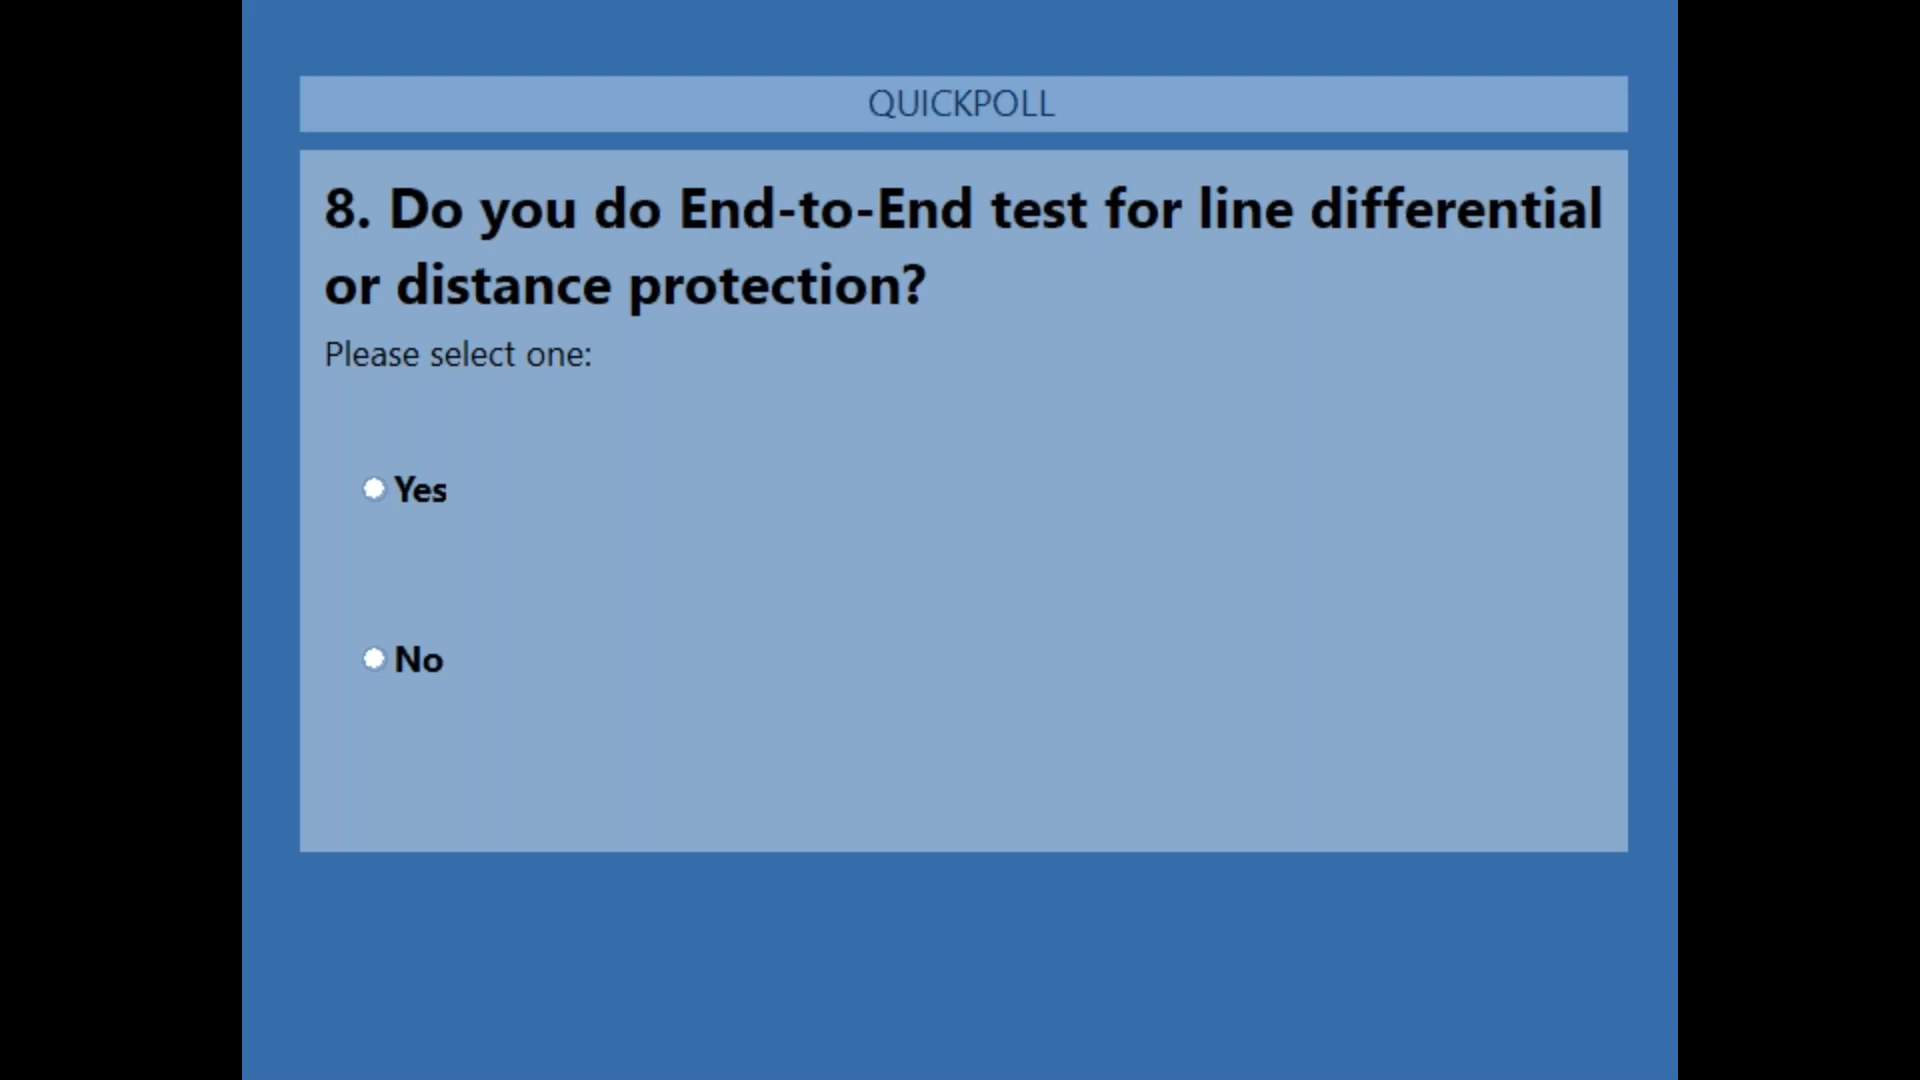 QUICKPOLL
8. Do you do End-to-End test for line differential
or distance protection?
Please select one:
Yes
No